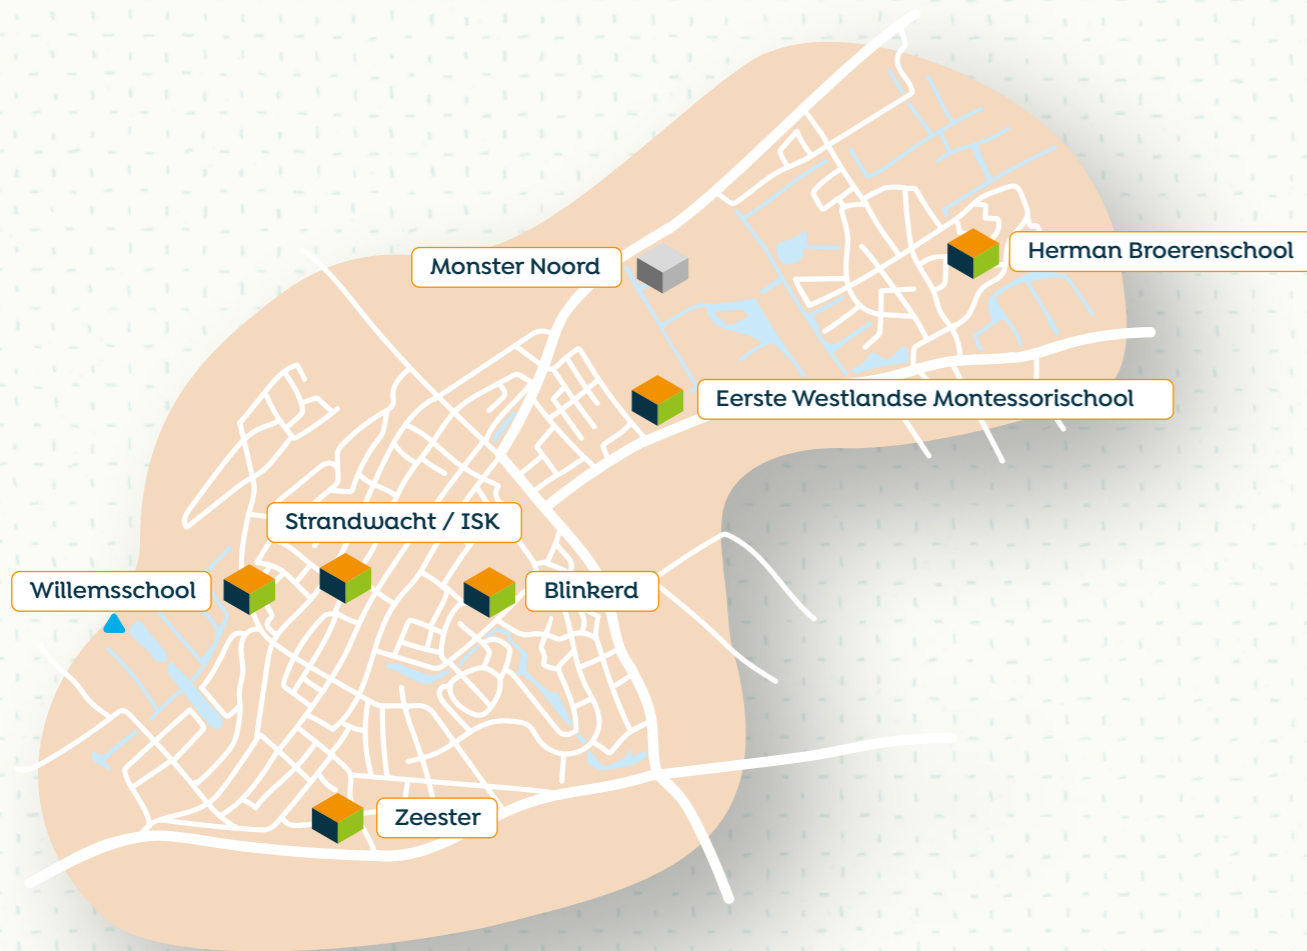 Herman Broerenschool
Monster Noord
Eerste Westlandse Montessorischool
Strandwacht / ISK
Willemsschool
Blinkerd
Zeester